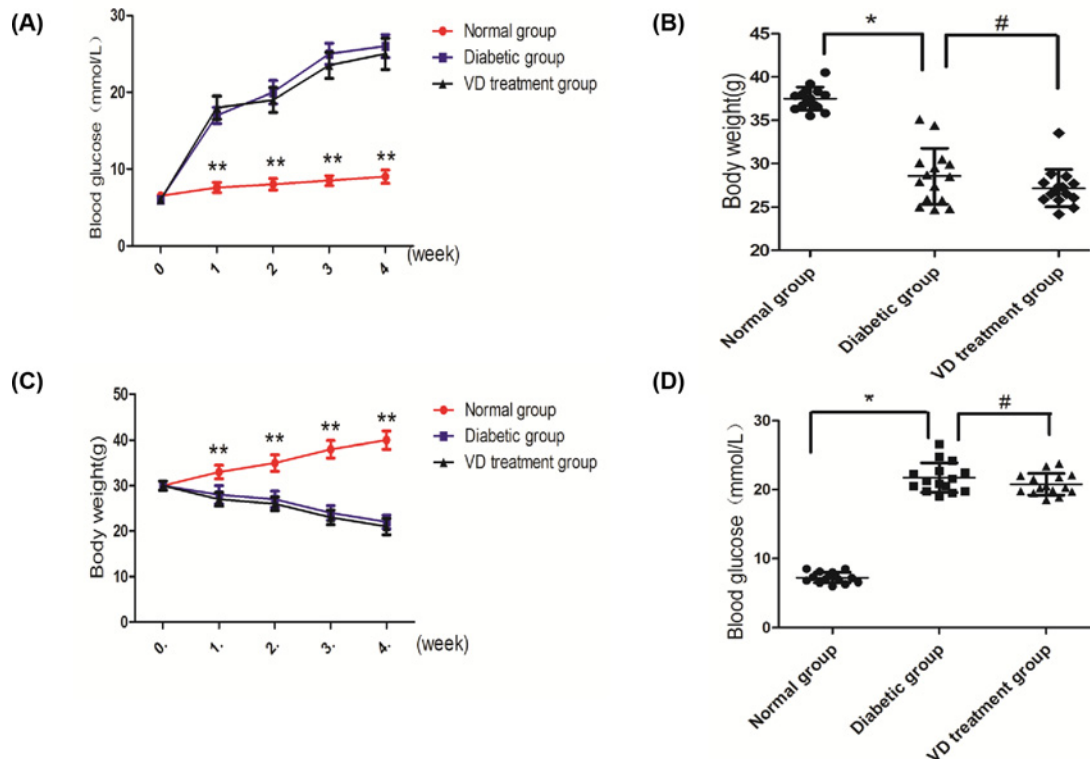 (A)
30
20
10
0
Blood glucose（mmol/L）
**
**
**
**
0
1
2
3
4
(week)
Normal group
Diabetic group
VD treatment group
(B)
40
35
30
25
20
Body weight(g)
*
#
Normal group
Diabetic group
VD treatment group
(C)
50
40
30
20
10
0
Body weight(g)
**
**
**
**
0.
1.
2.
3.
4.
(week)
Normal group
Diabetic group
VD treatment group
(D)
30
20
10
0
Blood glucose（mmol/L）
*
#
Normal group
Diabetic group
VD treatment group